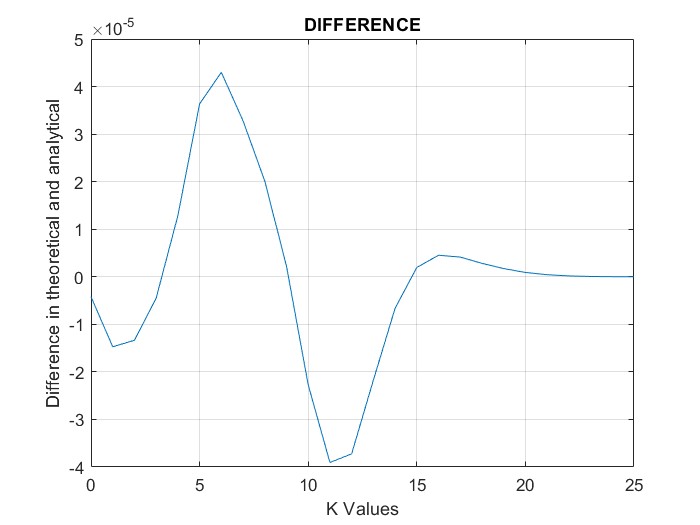 DIFFERENCE
×10-5
5
4
3
2
1
0
-1
-2
-3
-4
Difference in theoretical and analytical
0 5 10 15 20 25
K Values